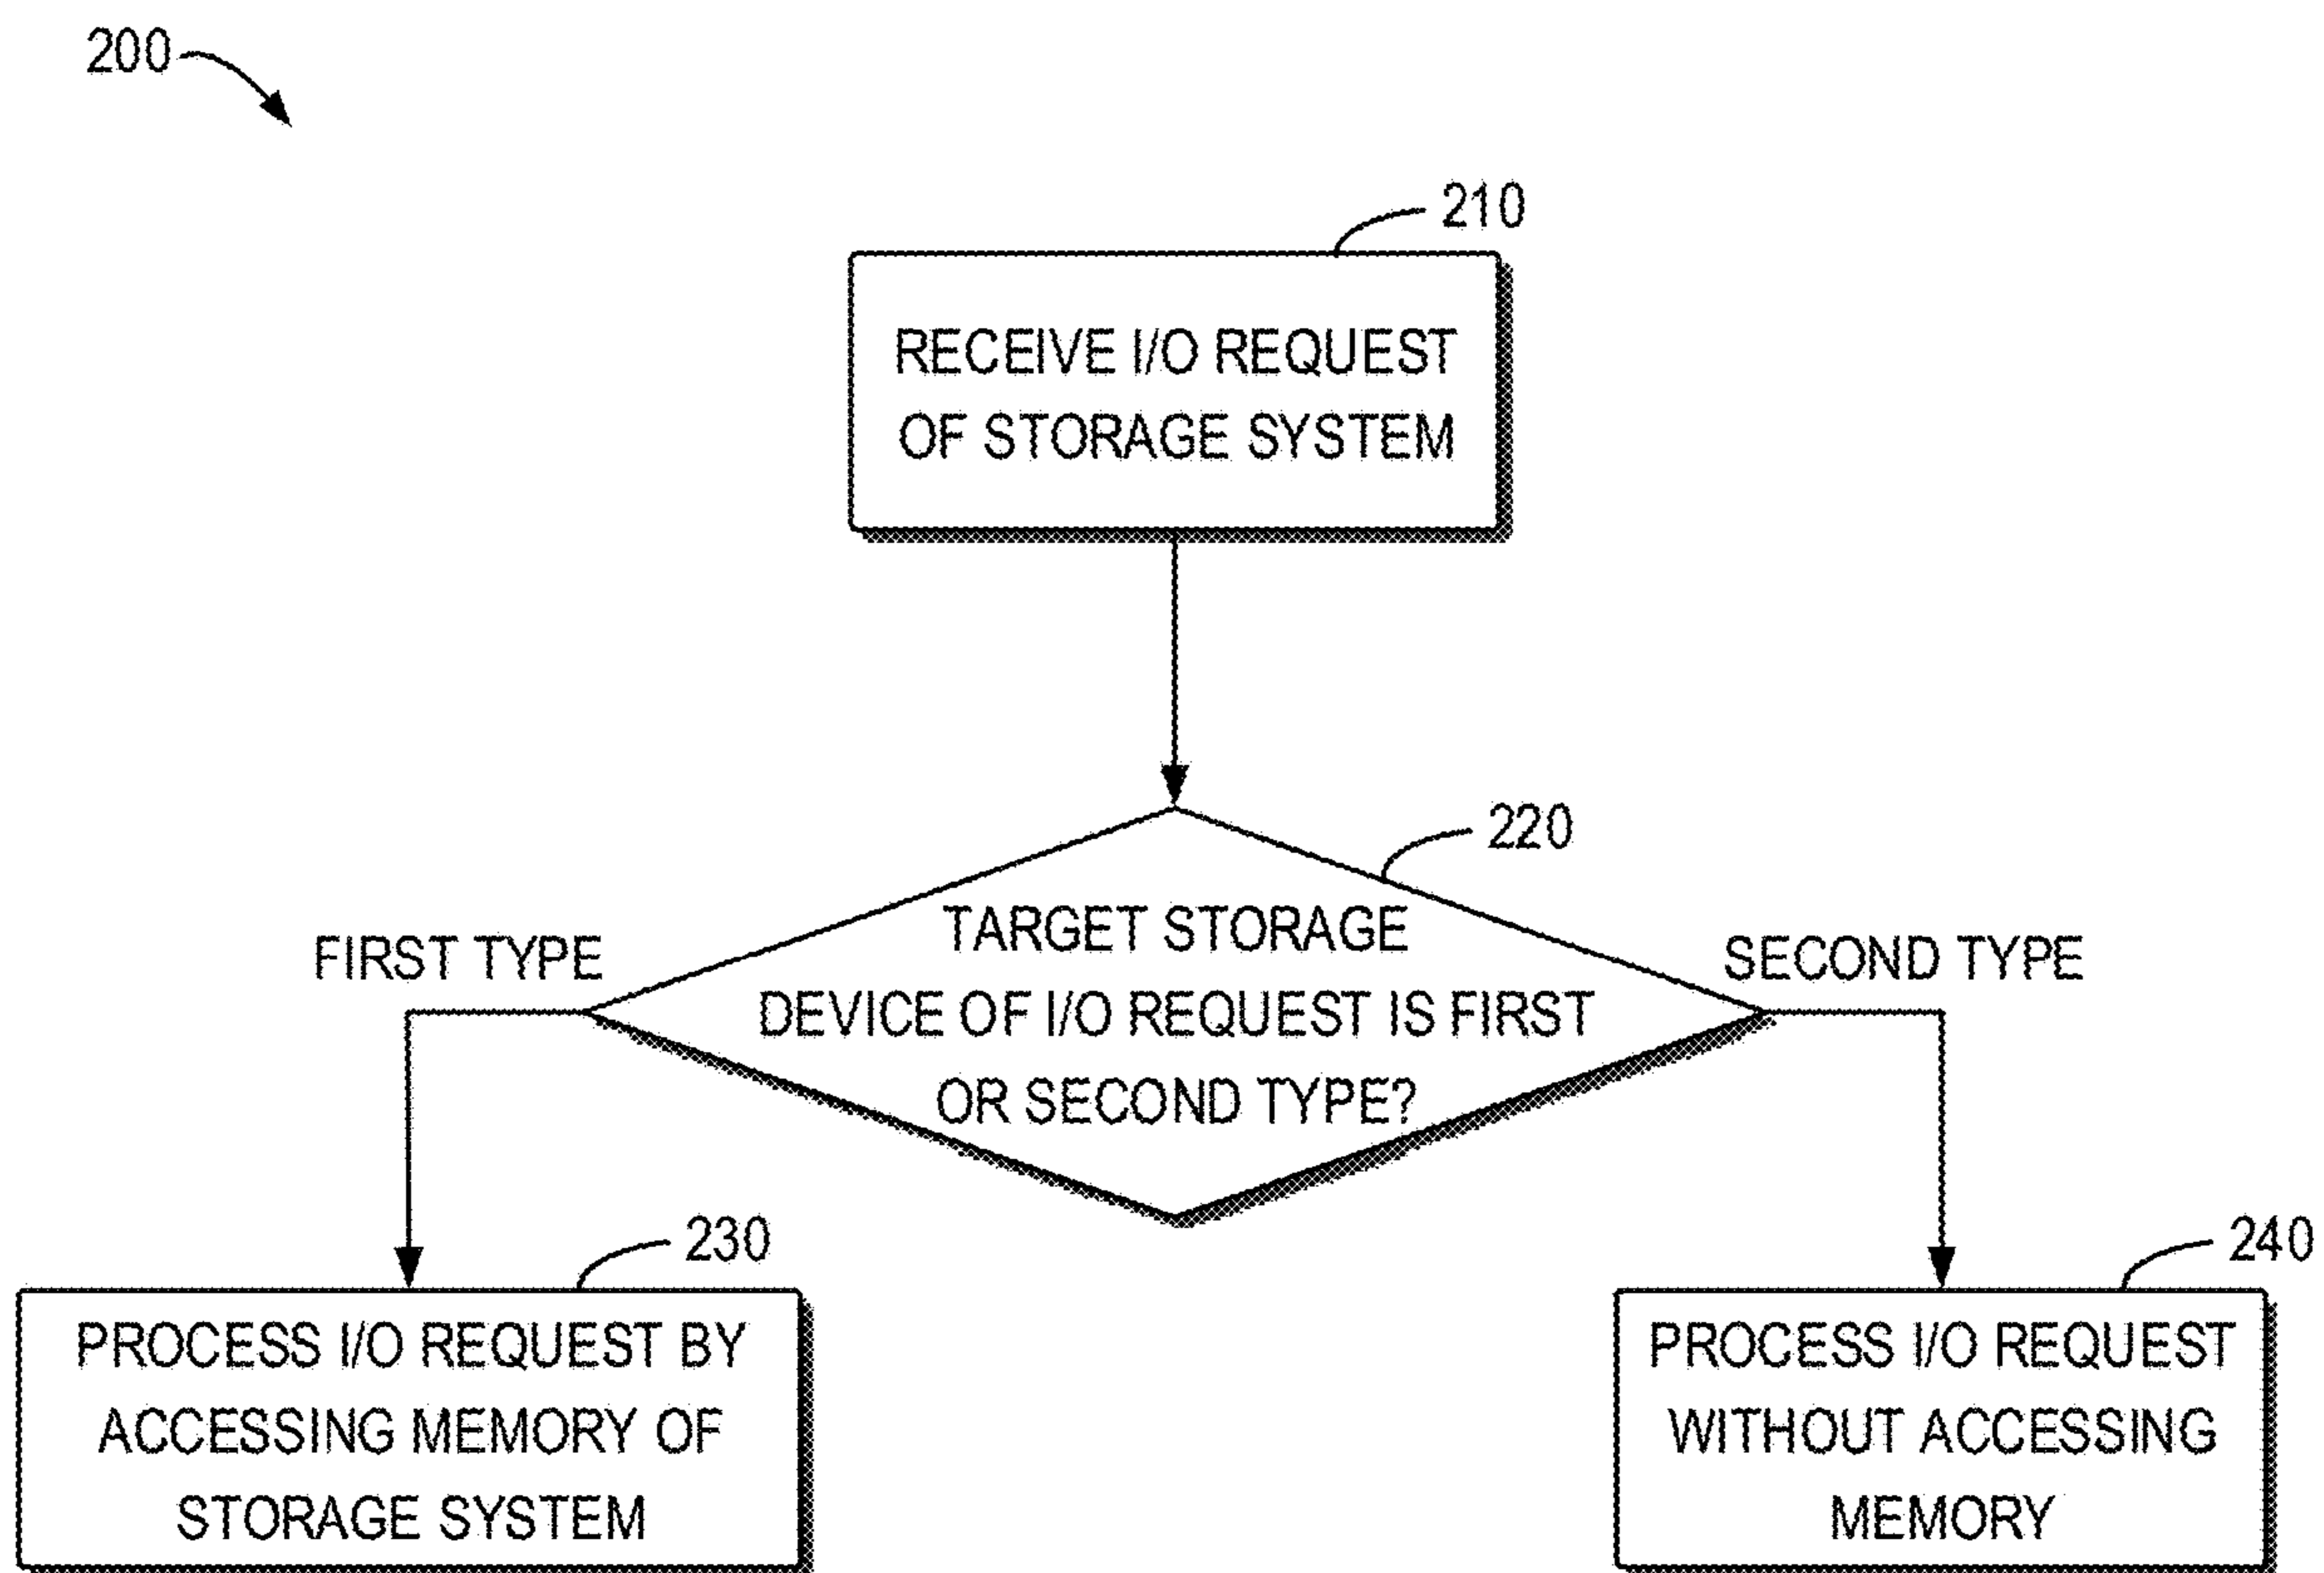 200
210
RECEIVE I/O REQUEST
OF STORAGE SYSTEM
220
TARGET STORAGE
DEVICE OF I/O REQUEST IS FIRST
OR SECOND TYPE?
FIRST TYPE
SECOND TYPE
230
PROCESS I/O REQUEST BY
ACCESSING MEMORY OF
STORAGE SYSTEM
240
PROCESS I/O REQUEST
WITHOUT ACCESSING
MEMORY